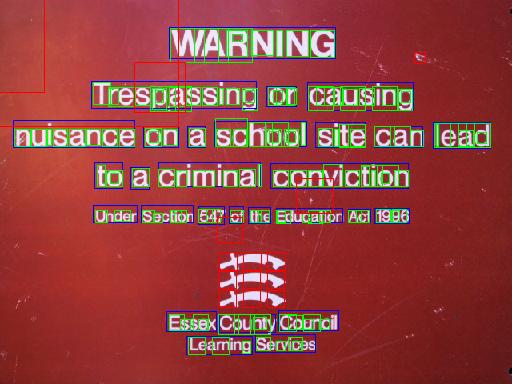 WARNING
Trespassing or causing
nuisance on a school site can lead
to a criminal conviction
Under Section 547 of the Education Act 1996
Essex County Council
Learning Services